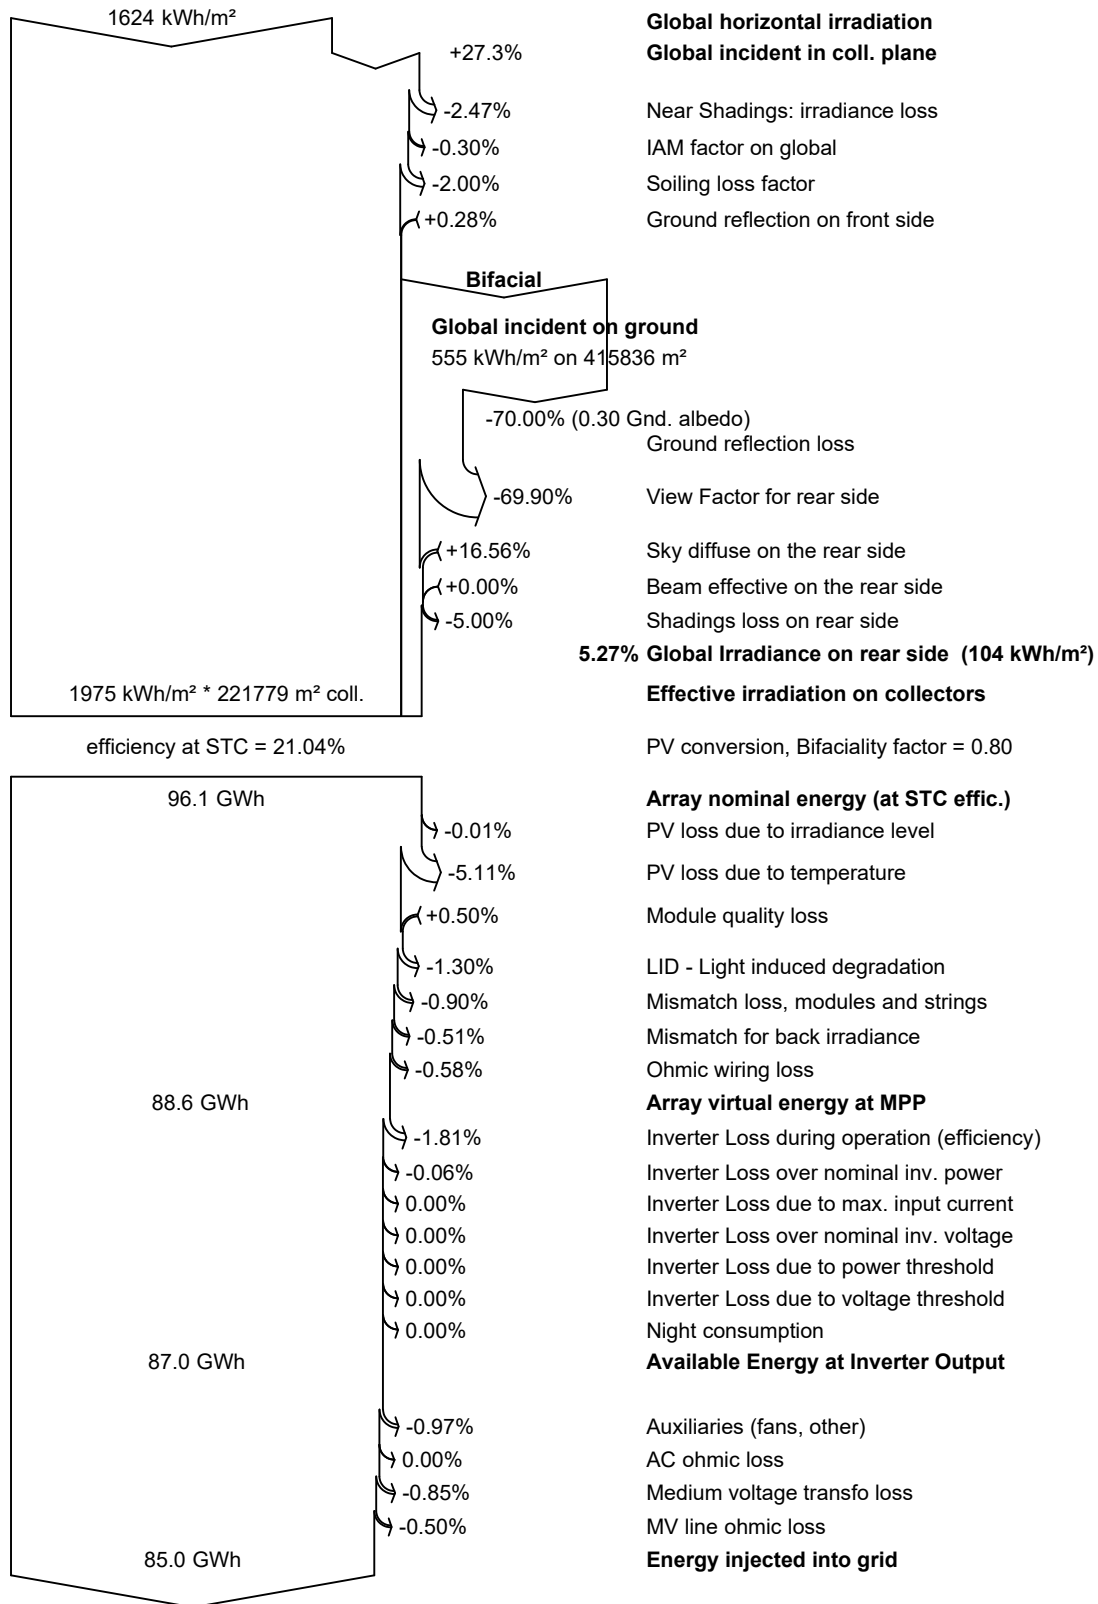 1624 kWh/m² Global horizontal irradiation
+27.3% Global incident in coll. plane
-2.47% Near Shadings: irradiance loss
-0.30% IAM factor on global
-2.00% Soiling loss factor
+0.28% Ground reflection on front side
Bifacial
Global incident on ground
555 kWh/m² on 415836 m²
-70.00% (0.30 Gnd. albedo)
Ground reflection loss
-69.90% View Factor for rear side
+16.56% Sky diffuse on the rear side
+0.00% Beam effective on the rear side
-5.00% Shadings loss on rear side
5.27% Global Irradiance on rear side (104 kWh/m²)
1975 kWh/m² * 221779 m² coll. Effective irradiation on collectors
efficiency at STC = 21.04% PV conversion, Bifaciality factor = 0.80
96.1 GWh Array nominal energy (at STC effic.)
-0.01% PV loss due to irradiance level
-5.11% PV loss due to temperature
+0.50% Module quality loss
-1.30% LID - Light induced degradation
-0.90% Mismatch loss, modules and strings
-0.51% Mismatch for back irradiance
-0.58% Ohmic wiring loss
88.6 GWh Array virtual energy at MPP
-1.81% Inverter Loss during operation (efficiency)
-0.06% Inverter Loss over nominal inv. power
0.00% Inverter Loss due to max. input current
0.00% Inverter Loss over nominal inv. voltage
0.00% Inverter Loss due to power threshold
0.00% Inverter Loss due to voltage threshold
0.00% Night consumption
87.0 GWh Available Energy at Inverter Output
-0.97% Auxiliaries (fans, other)
0.00% AC ohmic loss
-0.85% Medium voltage transfo loss
-0.50% MV line ohmic loss
85.0 GWh Energy injected into grid